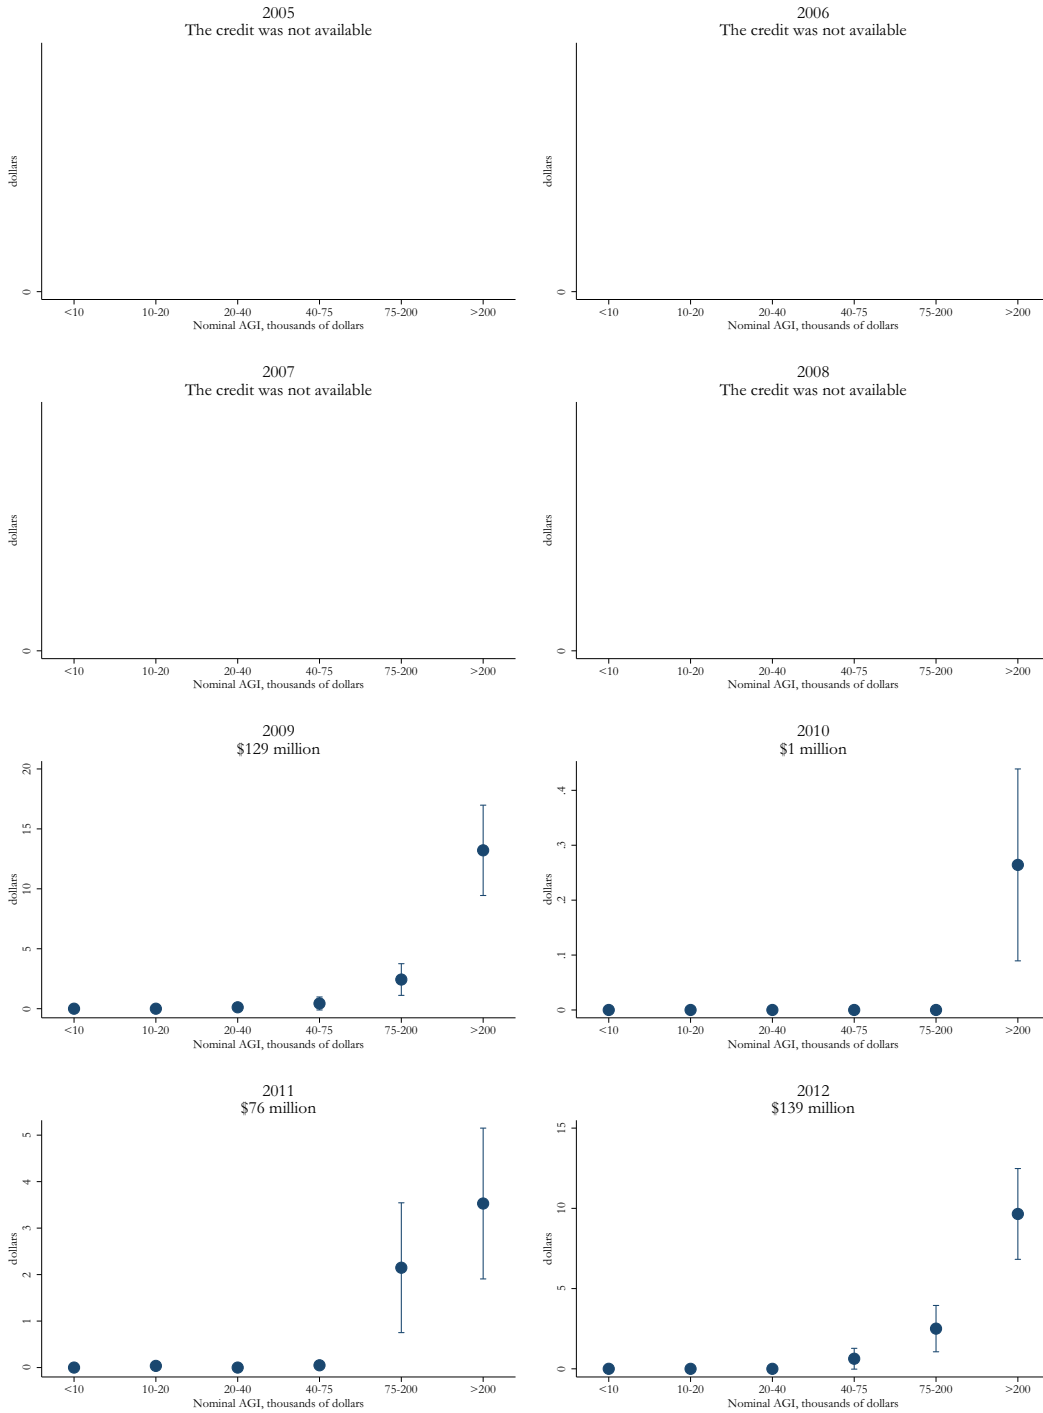 2005
The credit was not available
dollars
0
<10 10-20 20-40 40-75 75-200 >200
Nominal AGI, thousands of dollars
2006
The credit was not available
dollars
0
<10 10-20 20-40 40-75 75-200 >200
Nominal AGI, thousands of dollars
2007
The credit was not available
dollars
0
<10 10-20 20-40 40-75 75-200 >200
Nominal AGI, thousands of dollars
2008
The credit was not available
dollars
0
<10 10-20 20-40 40-75 75-200 >200
Nominal AGI, thousands of dollars
2009
$129 million
dollars
20
15
10
5
0
<10 10-20 20-40 40-75 75-200 >200
Nominal AGI, thousands of dollars
2010
$1 million
dollars
.4
.3
.2
.1
0
<10 10-20 20-40 40-75 75-200 >200
Nominal AGI, thousands of dollars
2011
$76 million
dollars
5
4
3
2
1
0
<10 10-20 20-40 40-75 75-200 >200
Nominal AGI, thousands of dollars
2012
$139 million
dollars
15
10
5
0
<10 10-20 20-40 40-75 75-200 >200
Nominal AGI, thousands of dollars